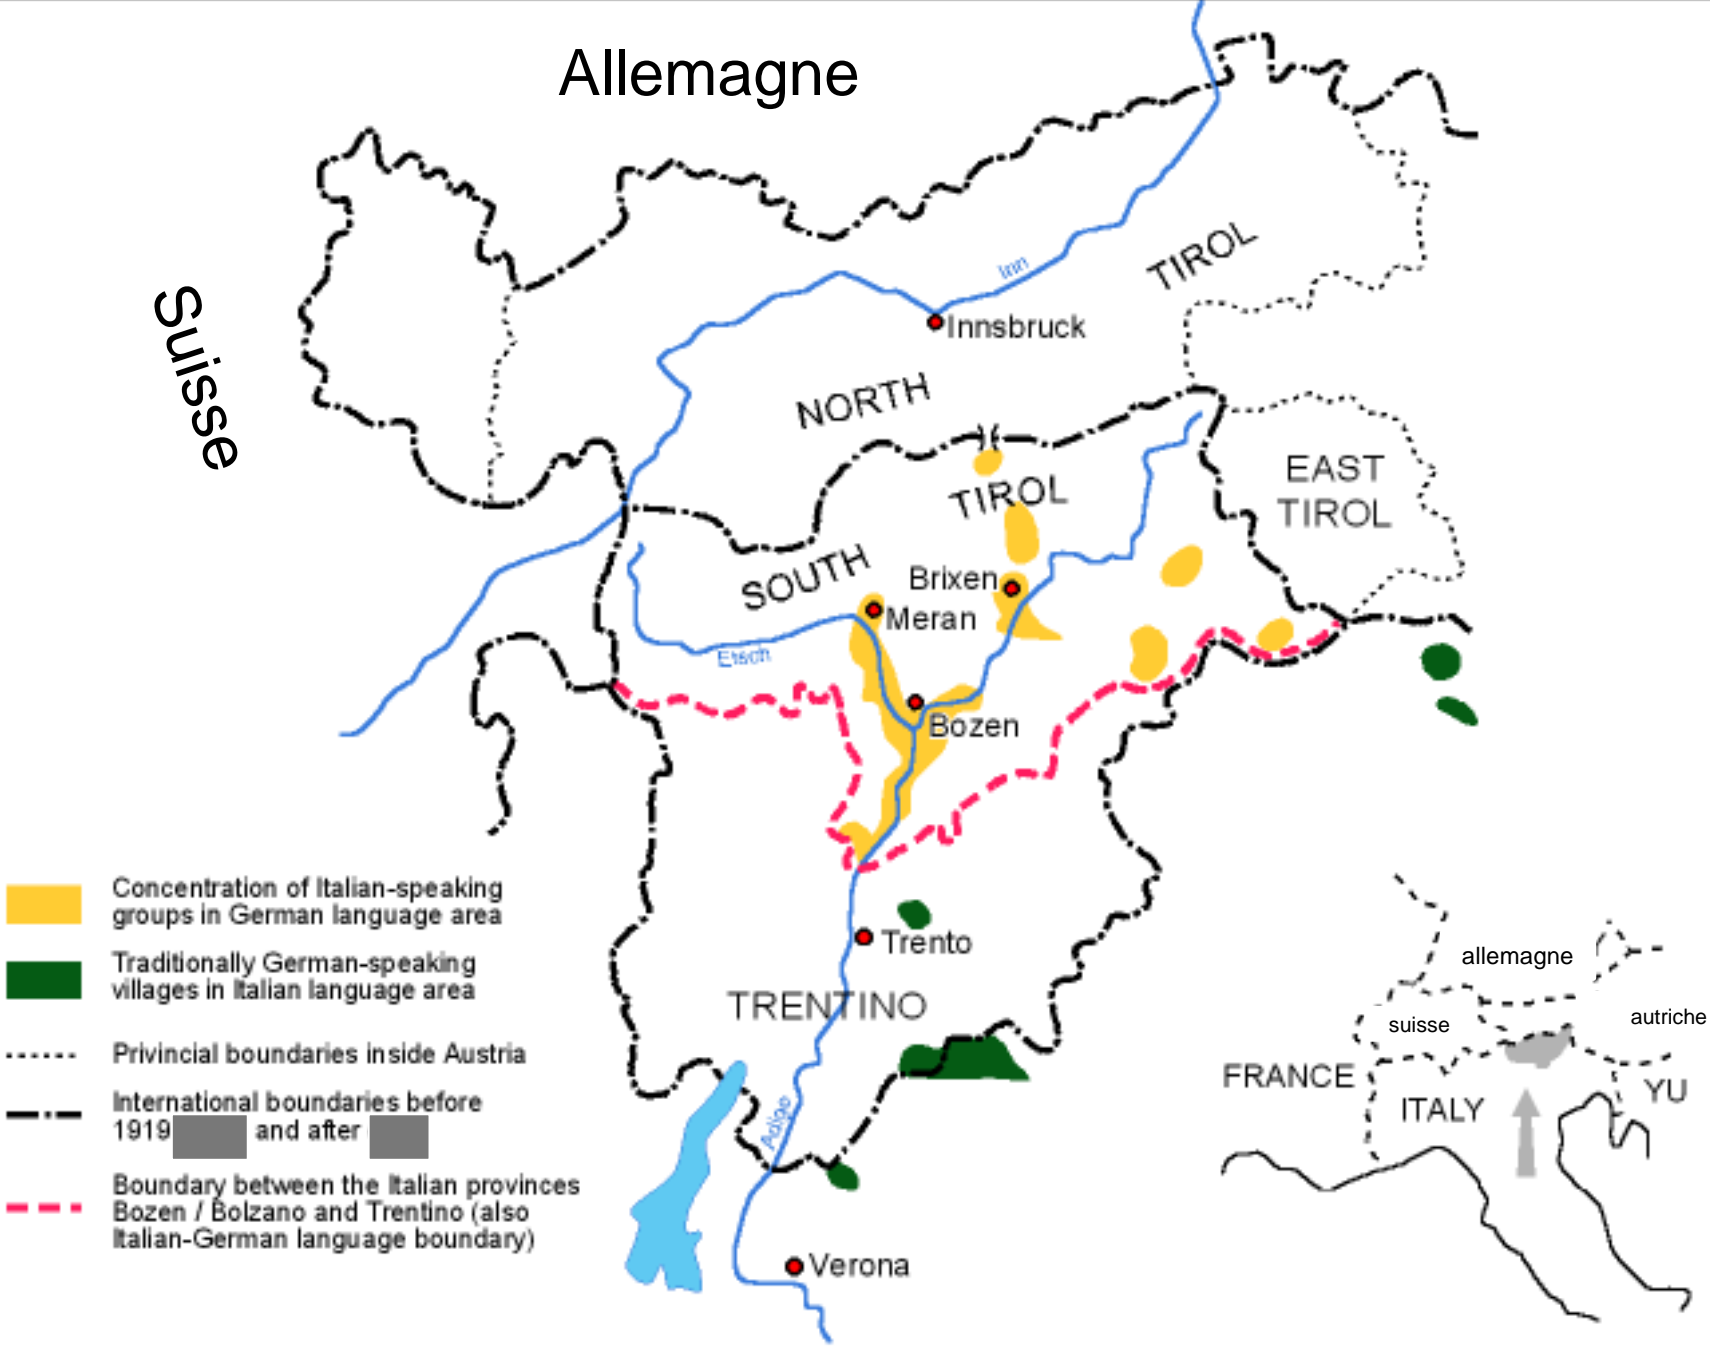 Allemagne
Suisse
Inn
TIROL
Innsbruck
NORTH
TIROL
EAST
TIROL
SOUTH
Brixen
Meran
Etsch
Bozen
Trento
TRENTINO
Adige
Verona
Concentration of Italian-speaking
groups in German language area
Traditionally German-speaking
villages in Italian language area
Privincial boundaries inside Austria
International boundaries before
1919 and after
Boundary between the Italian provinces
Bozen / Bolzano and Trentino (also
Italian-German language boundary)
allemagne
suisse
autriche
FRANCE
ITALY
YU